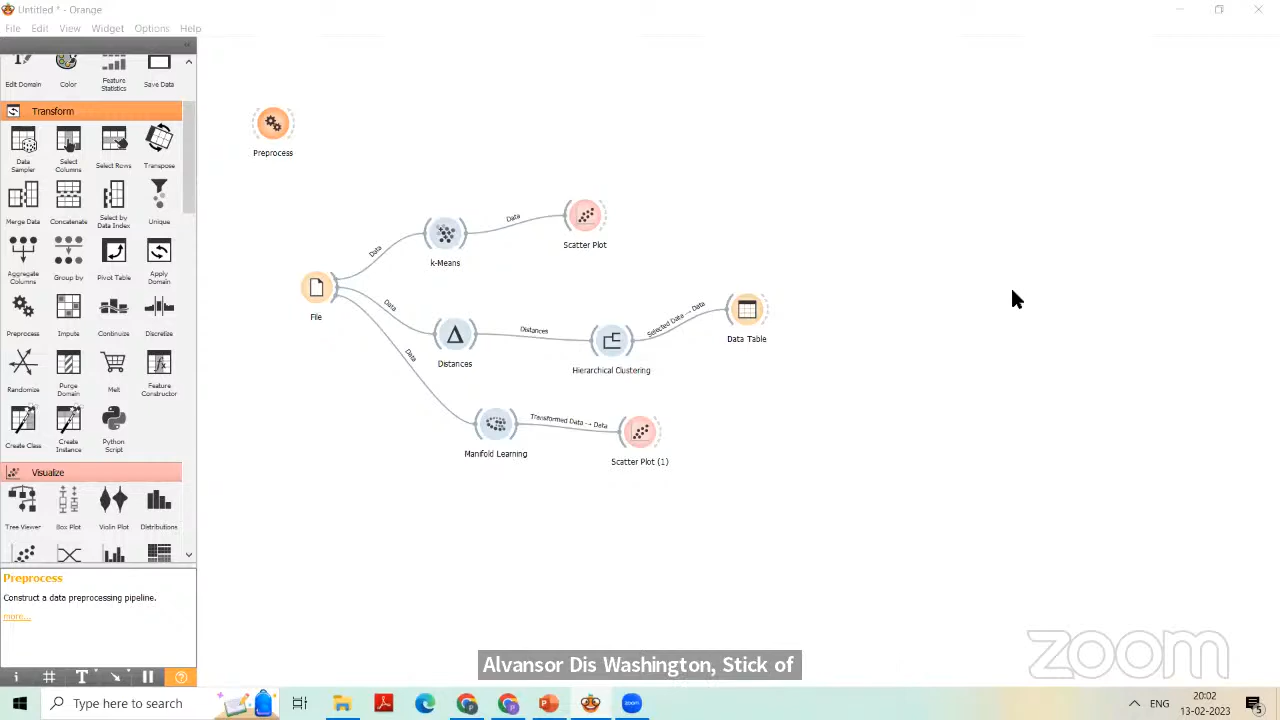 Untitled * - Orange
File Edit View Widget Options Help
Edit Domain Color Feature Statistics Save Data
Transform
Data Sampler Select Columns Select Rows Transpose
Merge Data Concatenate Select by Data Index Unique
Aggregate Columns Group by Pivot Table Apply Domain
Preprocess Impute Continuize Discretize
Randomize Purge Domain Melt Feature Constructor
Create Class Create Instance Python Script
Visualize
Tree Viewer Box Plot Violin Plot Distributions
Preprocess
Construct a data preprocessing pipeline.
more...
Preprocess
Data
Scatter Plot
Data
k-Means
File
Data
Selected Data → Data
Distances
Data Table
Distances
Hierarchical Clustering
Data
Transformed Data → Data
Manifold Learning
Scatter Plot (1)
zoom
Alvansor Dis Washington, Stick of
Type here to search
zoom
ENG
20:02
13-02-2023
5